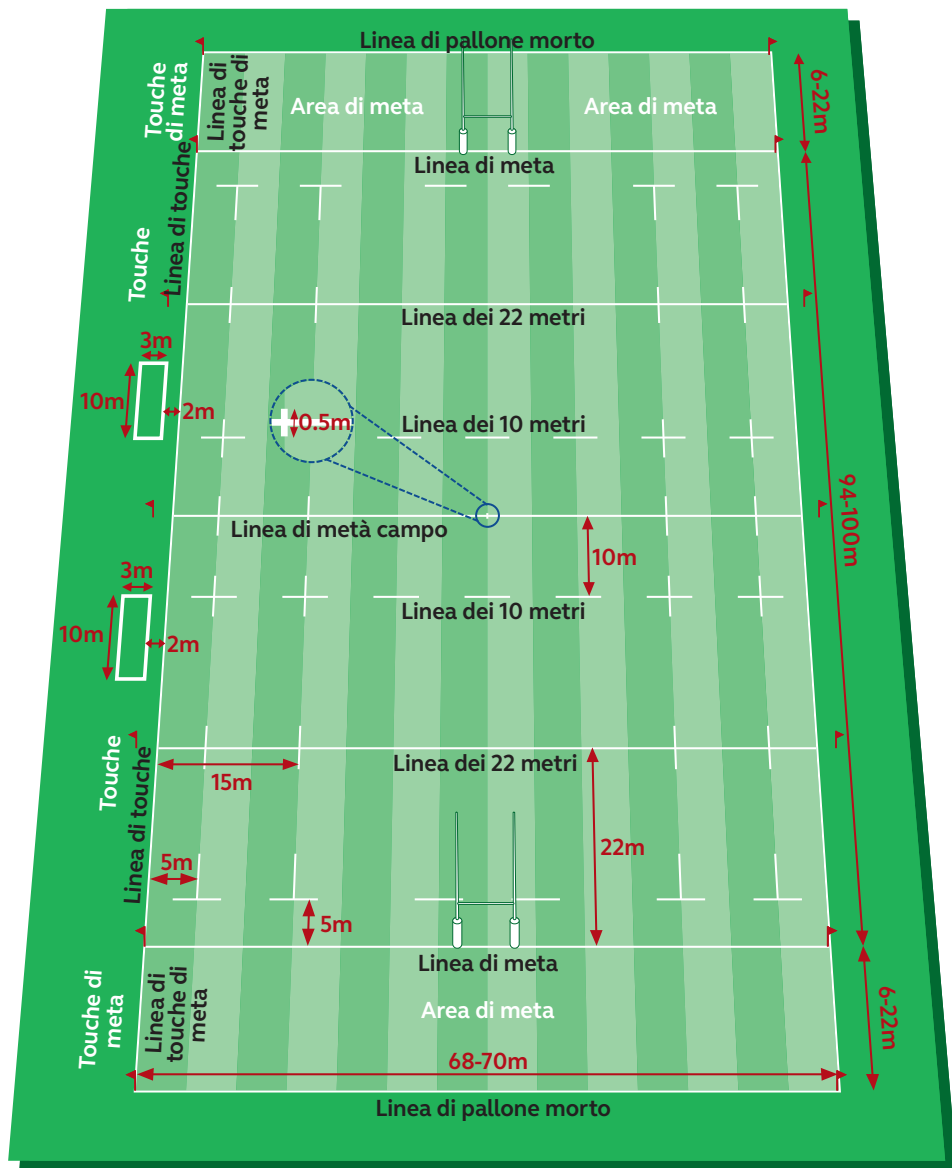 Linea di pallone morto
Touche
di meta
Linea di
touche di
meta
Area di meta
Area di meta
6-22m
Linea di meta
Linea di touche
Touche
Linea dei 22 metri
3m
10m
2m
0.5m
Linea dei 10 metri
94-100m
Linea di metà campo
10m
3m
10m
2m
Linea dei 10 metri
Touche
Linea di touche
Linea dei 22 metri
15m
22m
5m
5m
Linea di meta
Touche di
meta
Linea di
touche di
meta
Area di meta
6-22m
68-70m
Linea di pallone morto